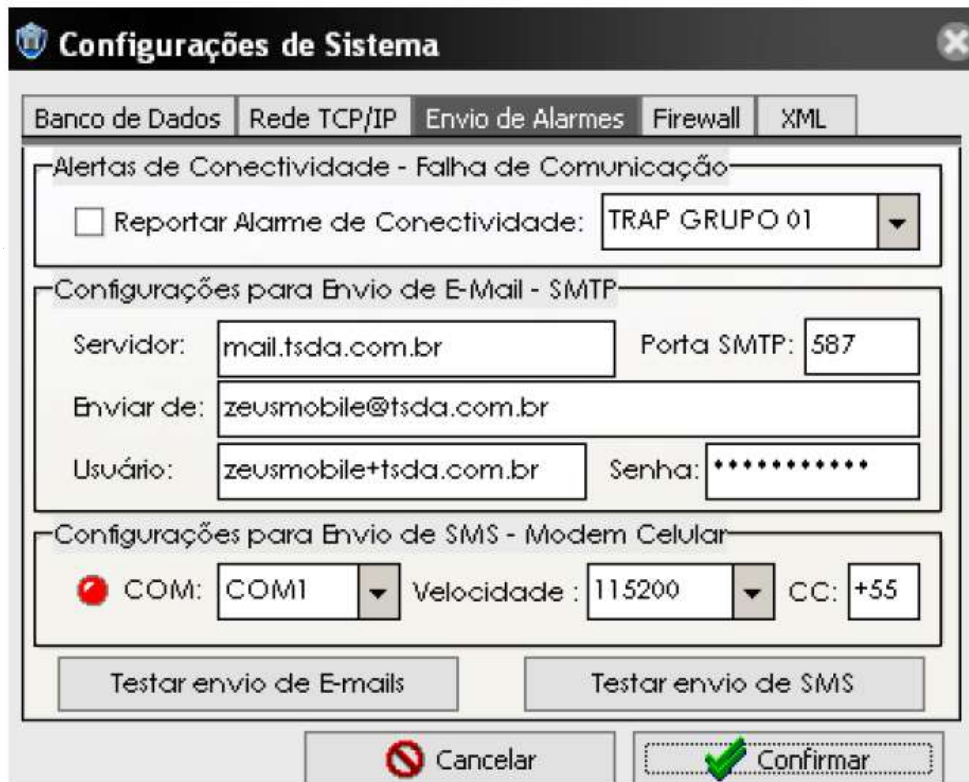 Configurações de Sistema
Banco de Dados Rede TCP/IP Envio de Alarmes Firewall XML
Alertas de Conectividade - Falha de Comunicação
Reportar Alarme de Conectividade: TRAP GRUPO 01
Configurações para Envio de E-Mail - SMTP
Servidor: mail.tsda.com.br Porta SMTP: 587
Enviar de: zeusmobile@tsda.com.br
Usuário: zeusmobile+tsda.com.br Senha: •••••••••••
Configurações para Envio de SMS - Modem Celular
COM: COM1 Velocidade : 115200 CC: +55
Testar envio de E-mails Testar envio de SMS
Cancelar Confirmar